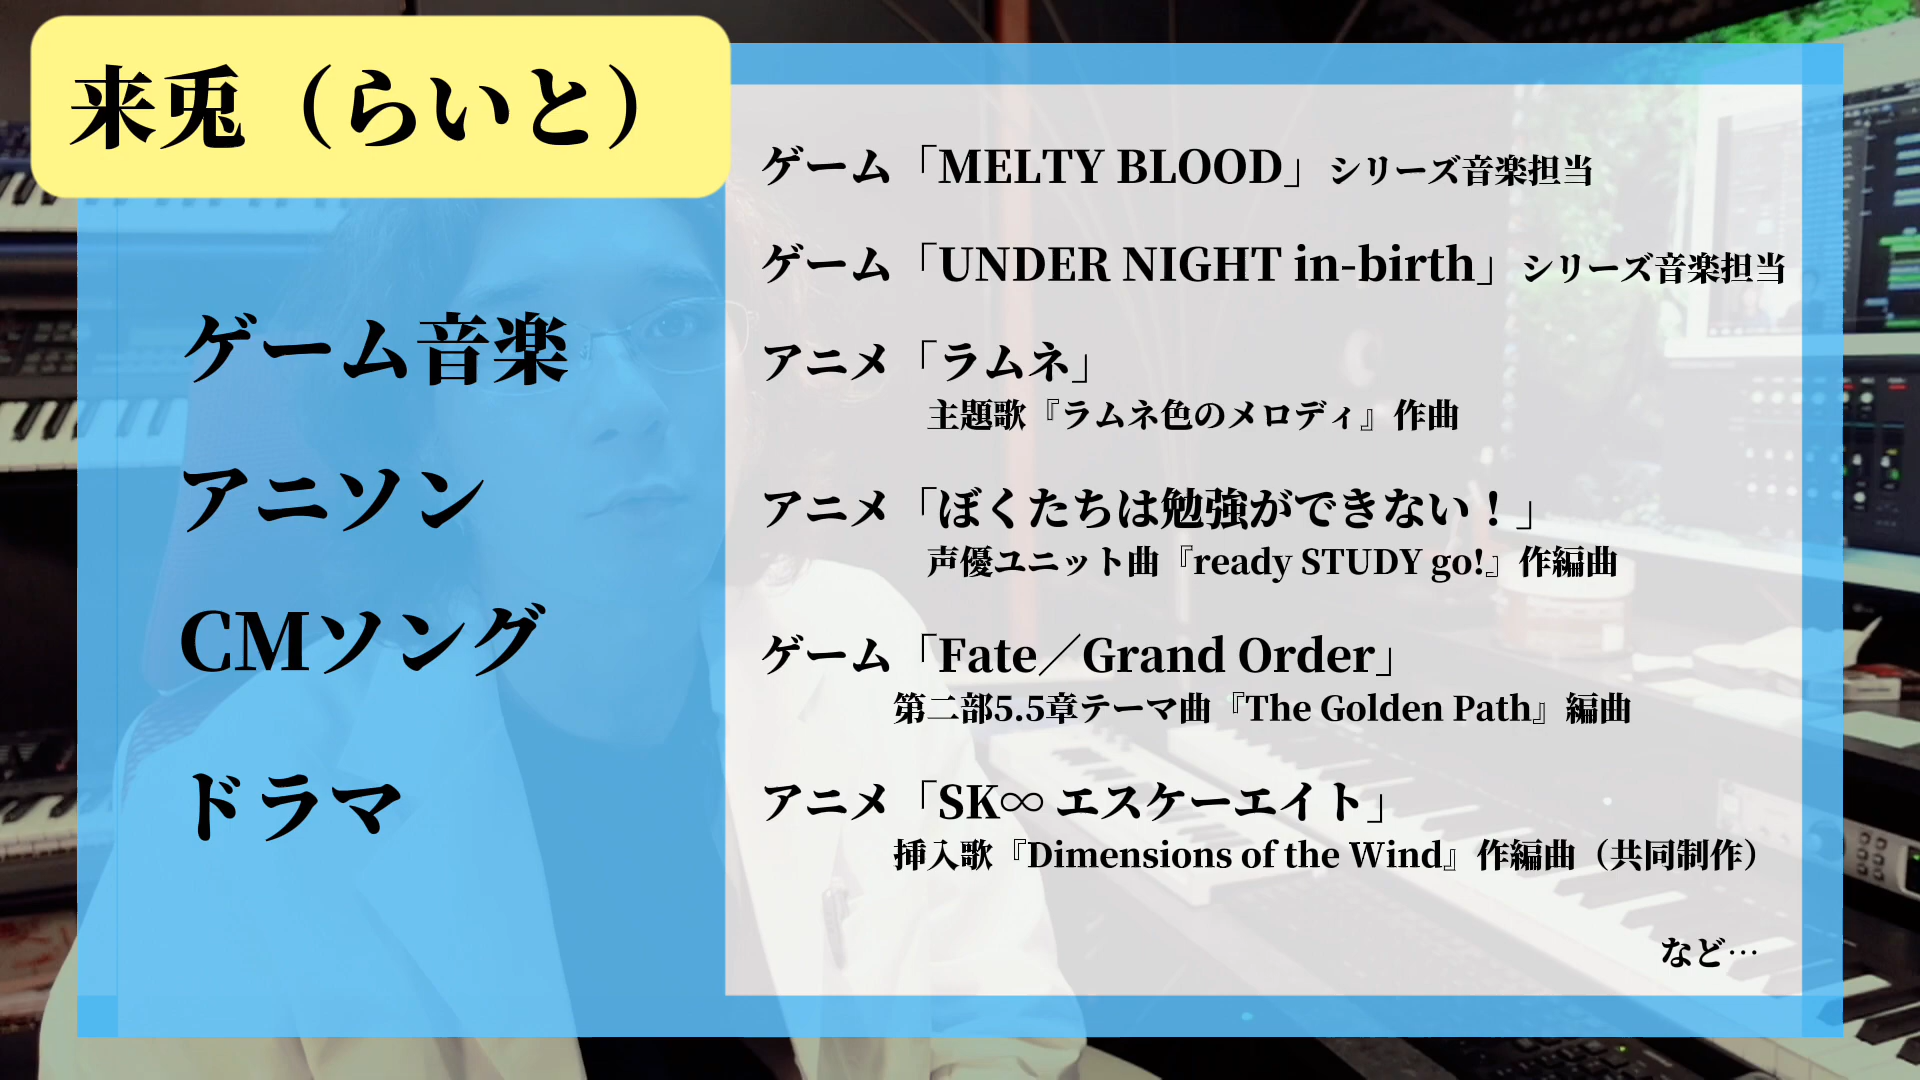 来兎（らいと）
ゲーム音楽
アニソン
CMソング
ドラマ
ゲーム「MELTY BLOOD」シリーズ音楽担当
ゲーム「UNDER NIGHT in-birth」シリーズ音楽担当
アニメ「ラムネ」
主題歌『ラムネ色のメロディ』作曲
アニメ「ぼくたちは勉強ができない！」
声優ユニット曲『ready STUDY go!』作編曲
ゲーム「Fate／Grand Order」
第二部5.5章テーマ曲『The Golden Path』編曲
アニメ「SK∞ エスケーエイト」
挿入歌『Dimensions of the Wind』作編曲（共同制作）
など…